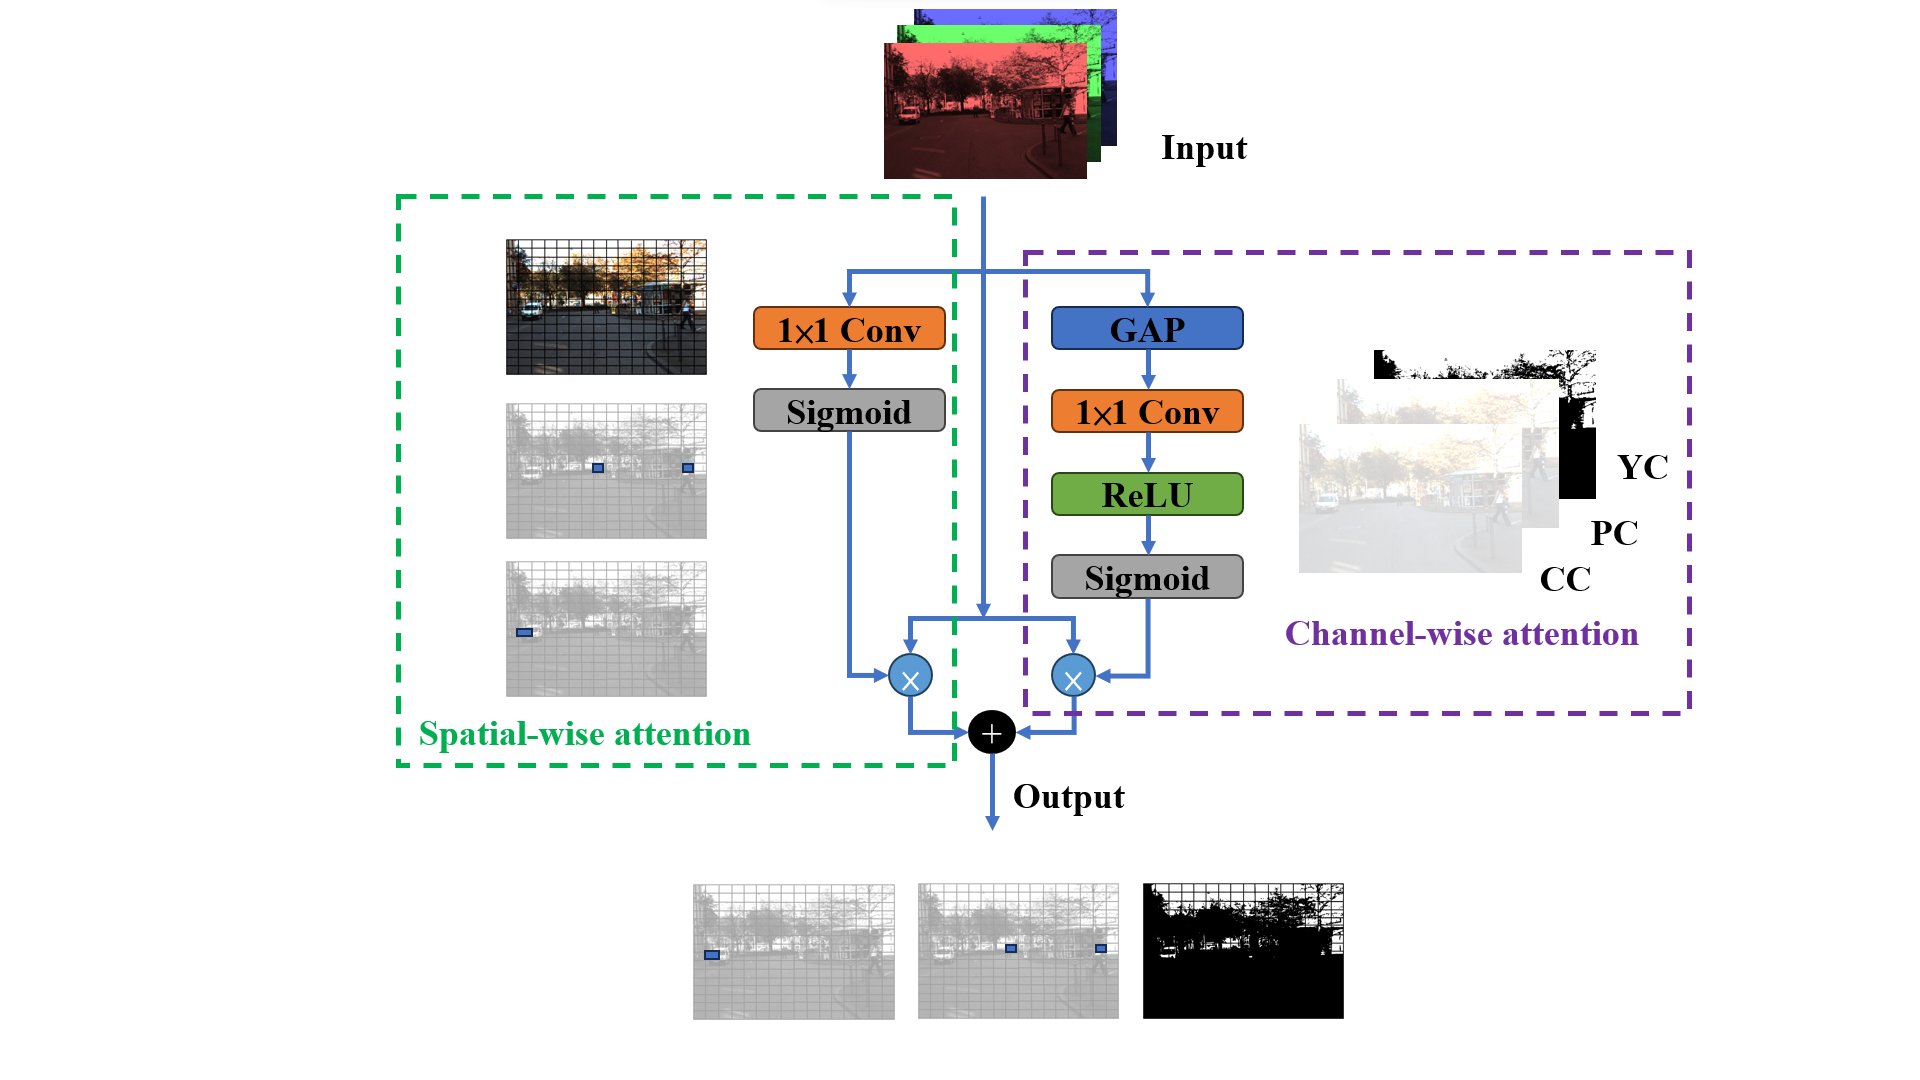 Input
1×1 Conv
Sigmoid
GAP
1×1 Conv
ReLU
Sigmoid
×
×
+
YC
PC
CC
Channel-wise attention
Spatial-wise attention
Output